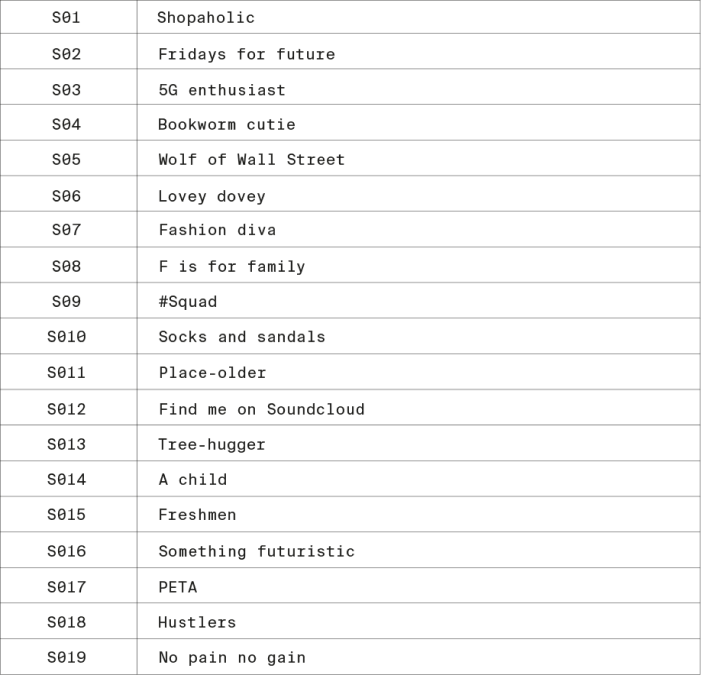 S01 Shopaholic
S02 Fridays for future
S03 5G enthusiast
S04 Bookworm cutie
S05 Wolf of Wall Street
S06 Lovey dovey
S07 Fashion diva
S08 F is for family
S09 #Squad
S010 Socks and sandals
S011 Place-older
S012 Find me on Soundcloud
S013 Tree-hugger
S014 A child
S015 Freshmen
S016 Something futuristic
S017 PETA
S018 Hustlers
S019 No pain no gain